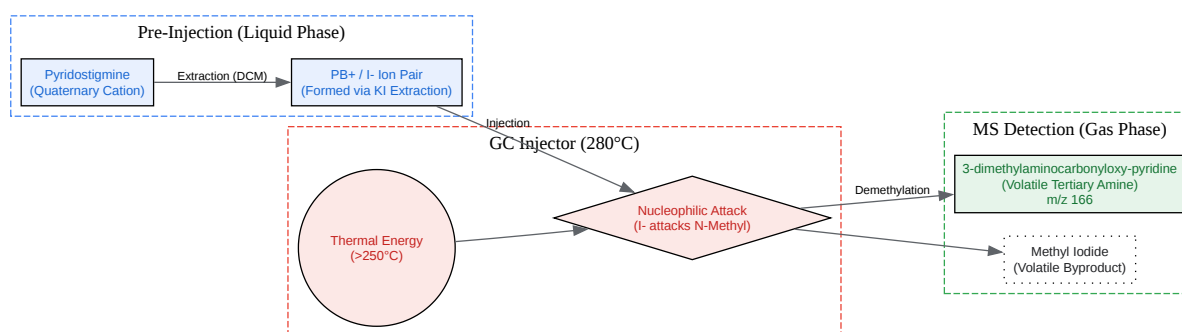 Pre-Injection (Liquid Phase)
Pyridostigmine
(Quaternary Cation)
Extraction (DCM)
PB+ / I- Ion Pair
(Formed via KI Extraction)
Injection
GC Injector (280°C)
Thermal Energy
(>250°C)
Nucleophilic Attack
(I- attacks N-Methyl)
Demethylation
MS Detection (Gas Phase)
3-dimethylaminocarbonyloxy-pyridine
(Volatile Tertiary Amine)
m/z 166
Methyl Iodide
(Volatile Byproduct)